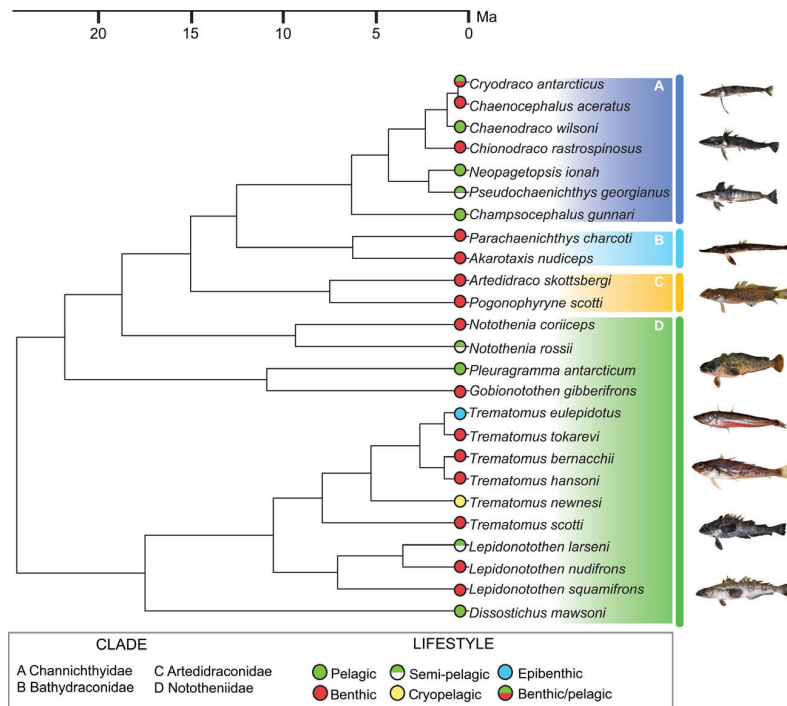 20 15 10 5 0 Ma
Cryodraco antarcticus A
Chaenocephalus aceratus
Chaenodraco wilsoni
Chionodraco rastrospinosus
Neopagetopsis ionah
Pseudochaenichthys georgianus
Champsocephalus gunnari
Parachaenichthys charcoti B
Akarotaxis nudiceps
Artedidraco skottsbergi C
Pogonophyryne scotti
Notothenia coriiceps D
Notothenia rossii
Pleuragramma antarcticum
Gobionotothen gibberifrons
Trematomus eulepidotus
Trematomus tokarevi
Trematomus bernacchii
Trematomus hansoni
Trematomus newnesi
Trematomus scotti
Lepidonotothen larseni
Lepidonotothen nudifrons
Lepidonotothen squamifrons
Dissostichus mawsoni
CLADE
A Channichthyidae C Artedidraconidae
B Bathydraconidae D Nototheniidae
LIFESTYLE
Pelagic Semi-pelagic Epibenthic
Benthic Cryopelagic Benthic/pelagic